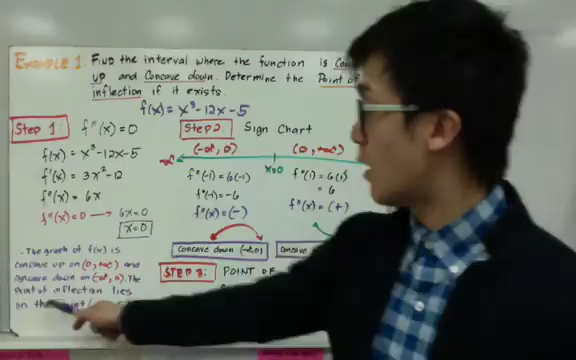 EXAMPLE 1: Find the interval where the function is
up and Concave down. Determine the Point of
inflection if it exists.
f(x) = x³-12x-5
Step 1: f''(x)=0
f(x) = x³-12x-5
f'(x) = 3x²-12
f''(x) = 6x
f''(x)=0 → 6x=0
x=0
. The graph of f(x) is
concave up on (0,+∞) and
concave down on (-∞,0). The
point of inflection lies
on the
Step 2: Sign Chart
(-∞,0) (0,+∞)
-∞ x=0
f''(-1)=6(-1)
f''(-1)=-6
f''(x)=(-)
f''(1)=6(1)
= 6
f''(x)=(+)
Concave down (-∞,0)
STEP 3: POINT OF